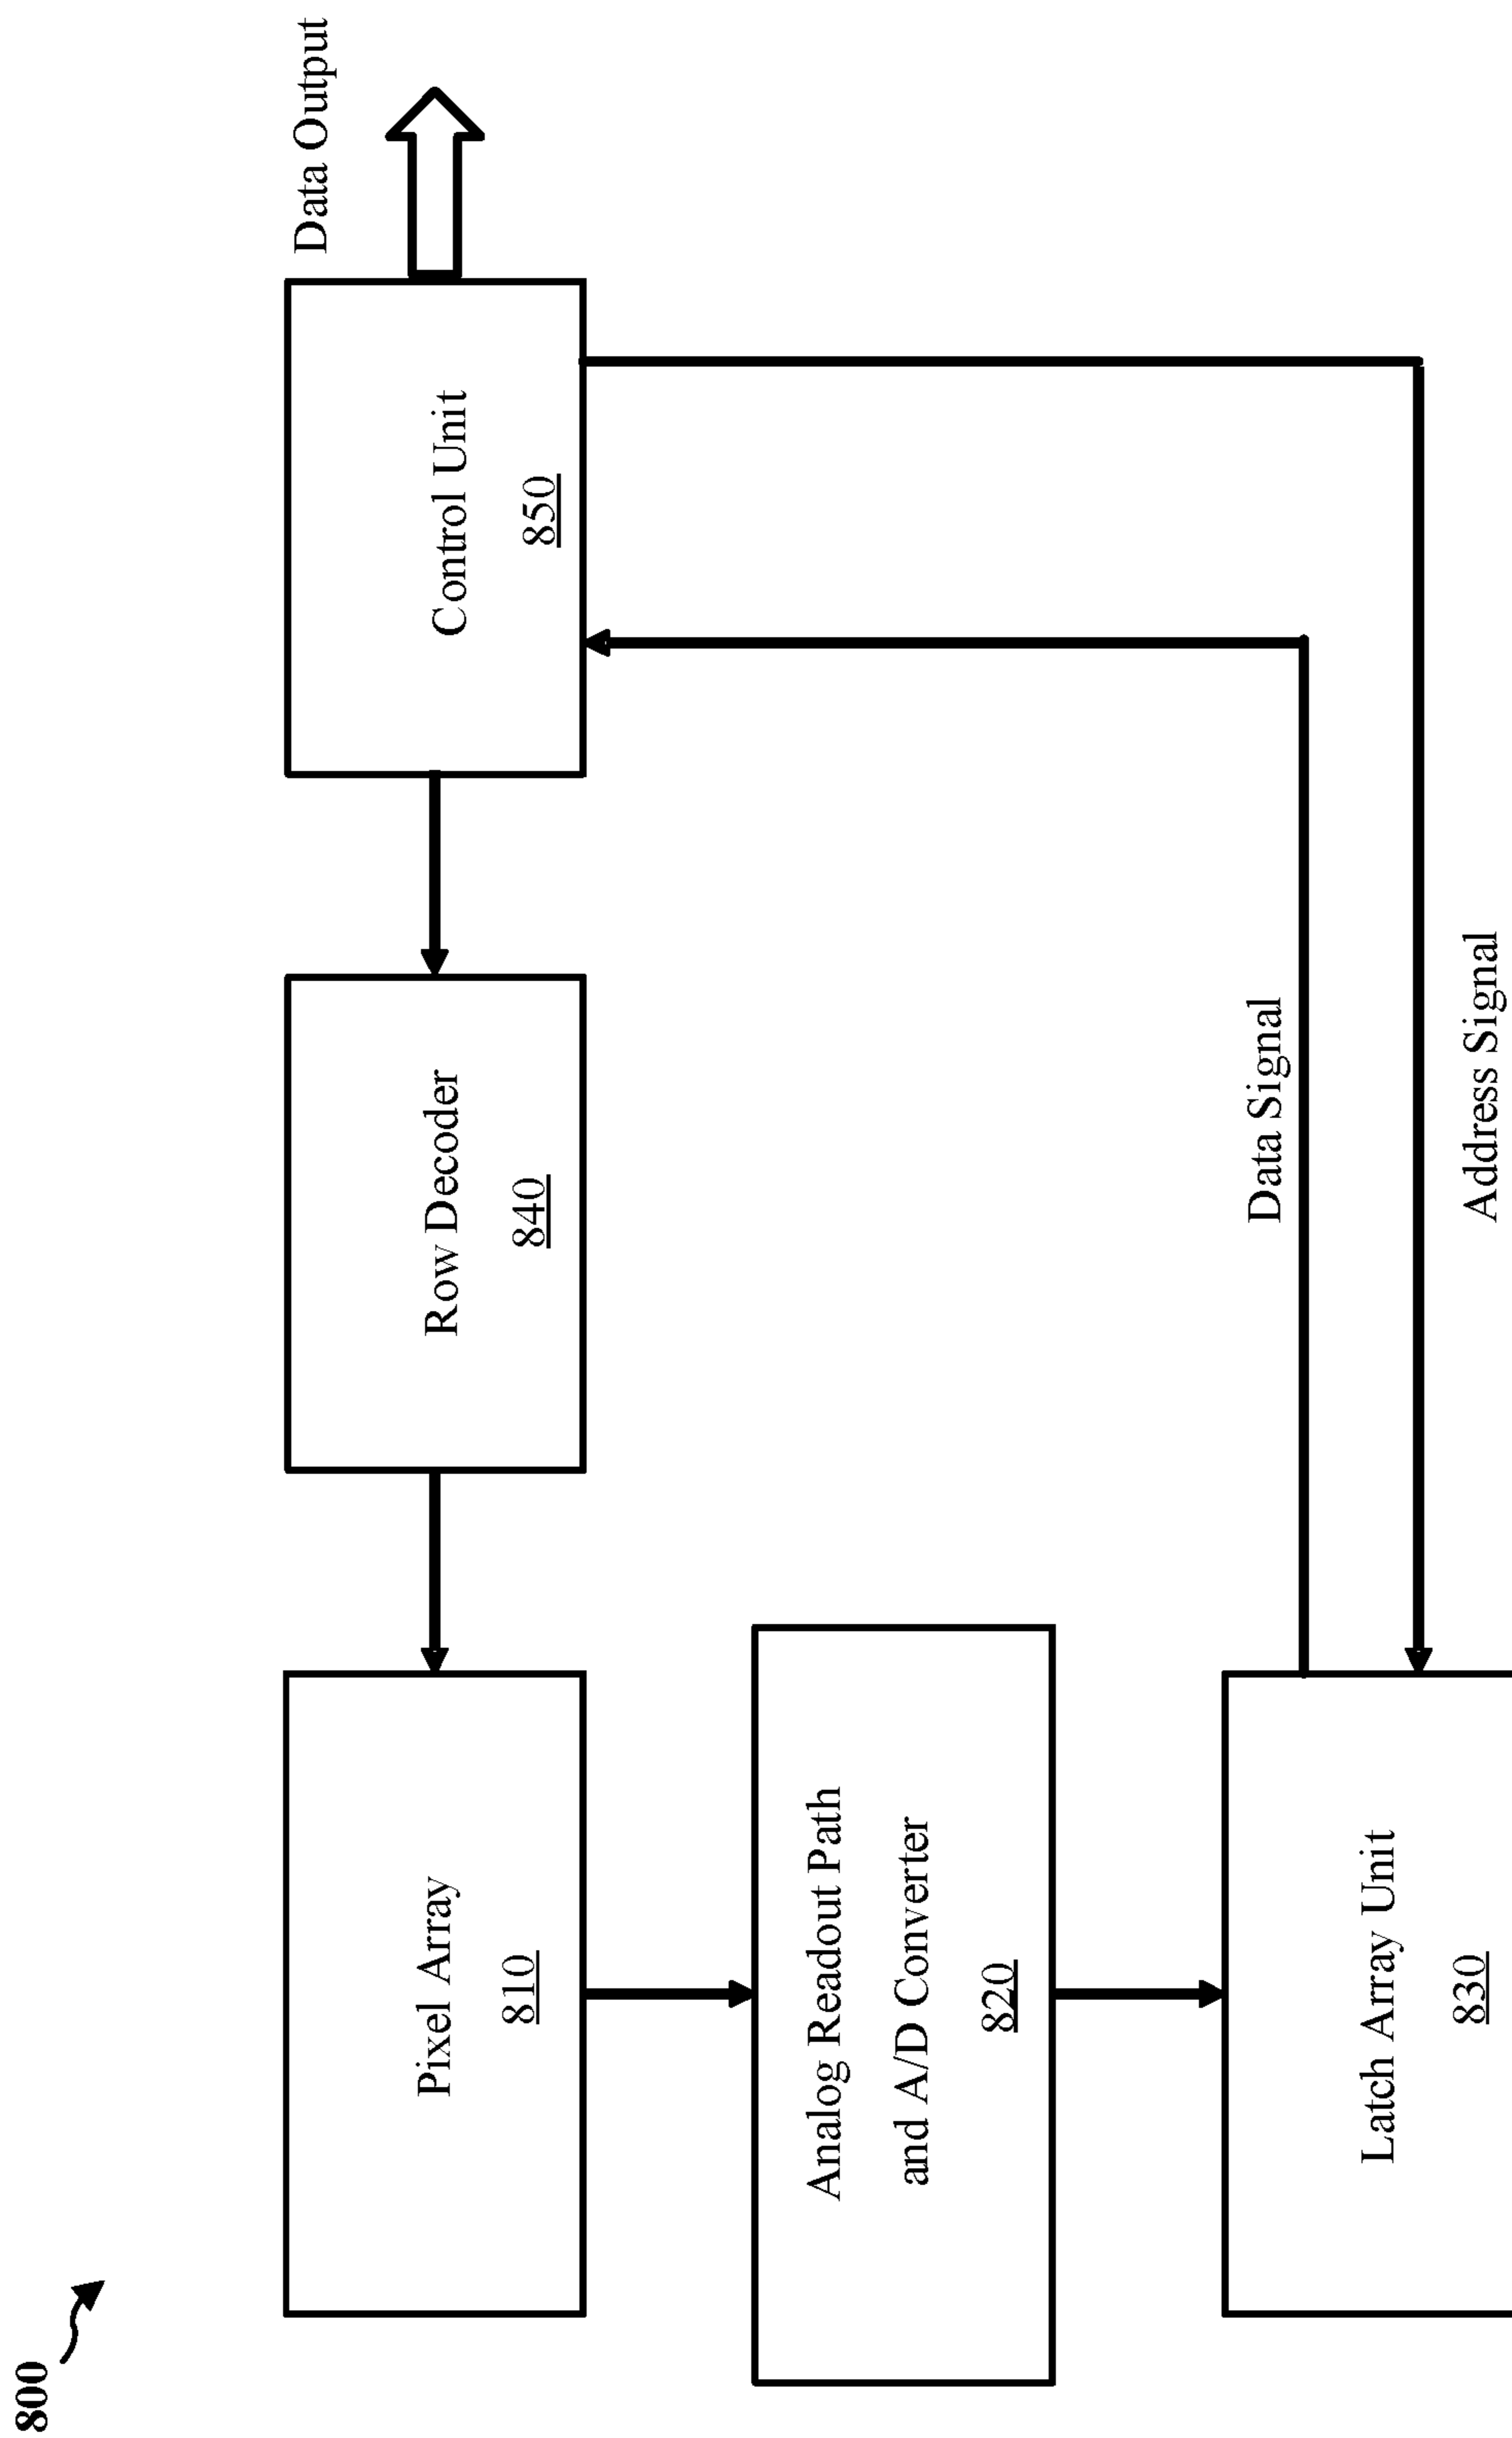 800
Data Output
Pixel Array
810
Row Decoder
840
Control Unit
850
Analog Readout Path
and A/D Converter
820
Data Signal
Latch Array Unit
830
Address Signal